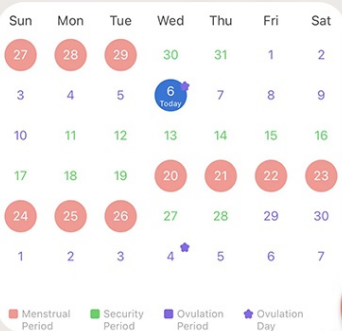 Sun Mon Tue Wed Thu Fri Sat
27 28 29 30 31 1 2
3 4 5 6 7 8 9
Today
10 11 12 13 14 15 16
17 18 19 20 21 22 23
24 25 26 27 28 29 30
1 2 3 4 5 6 7
Menstrual Security Ovulation Ovulation
Period Period Period Day